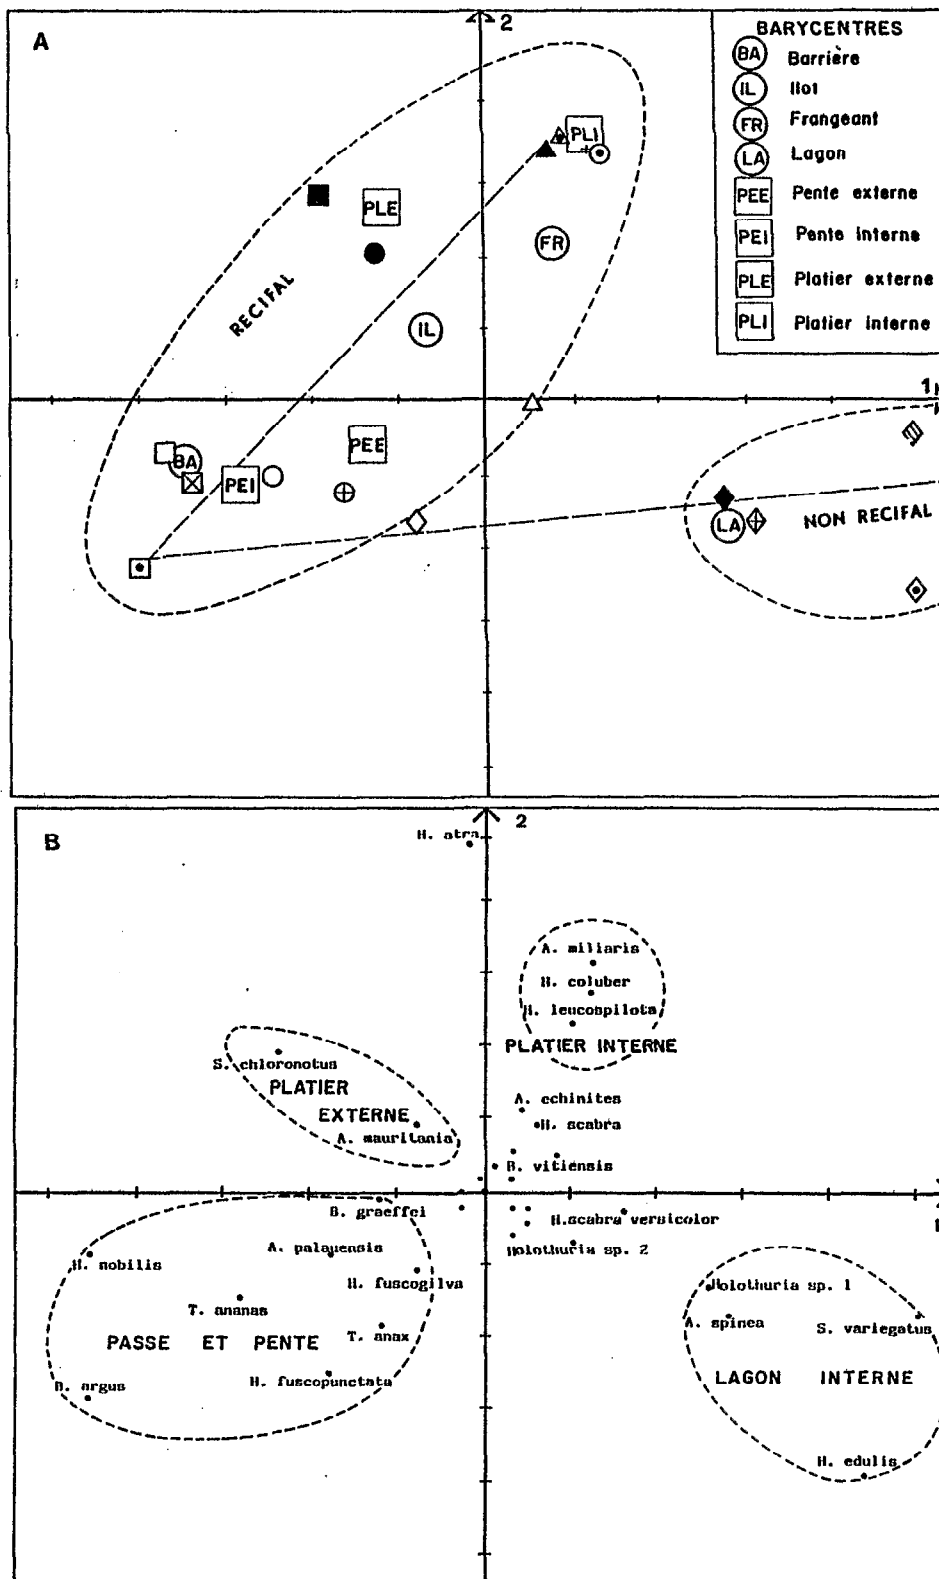 A
2
BARYCENTRES
BA Barrière
IL Ilot
FR Frangeant
LA Lagon
PEE Pente externe
PEI Pente interne
PLE Platier externe
PLI Platier interne
PLI
PLE
FR
RECIFAL
IL
1
PEE
BA
PEI
LA
NON RECIFAL
B
2
H. atra
A. miliaris
H. coluber
H. leucospilota
PLATIER INTERNE
S. chloronotus
PLATIER
EXTERNE
A. mauritania
A. echinites
H. scabra
B. vitiensis
B. graeffei
H.scabra versicolor
Holothuria sp. 2
A. palauensis
H. nobilis
H. fuscogilva
T. ananas
T. anax
PASSE ET PENTE
B. argus
H. fuscopunctata
Holothuria sp. 1
A. spinea
S. variegatus
LAGON INTERNE
H. edulis